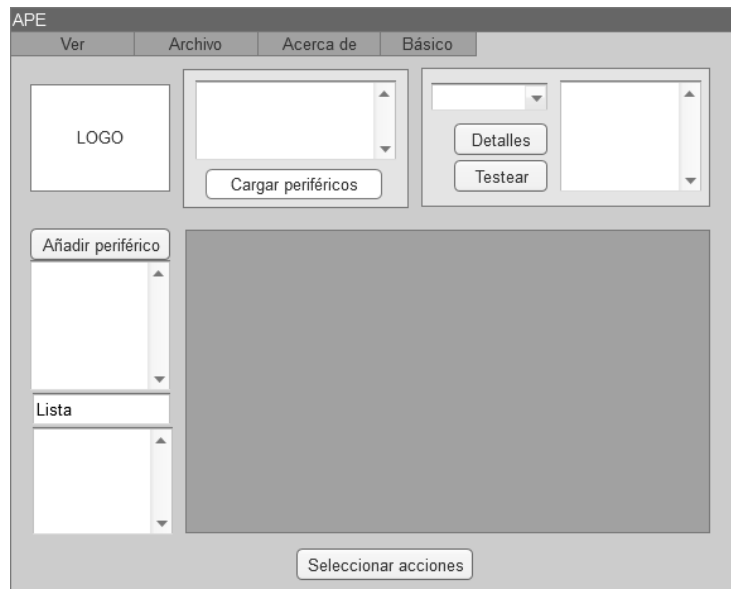 APE
Ver Archivo Acerca de Básico
LOGO
Cargar periféricos
Detalles
Testear
Añadir periférico
Lista
Seleccionar acciones